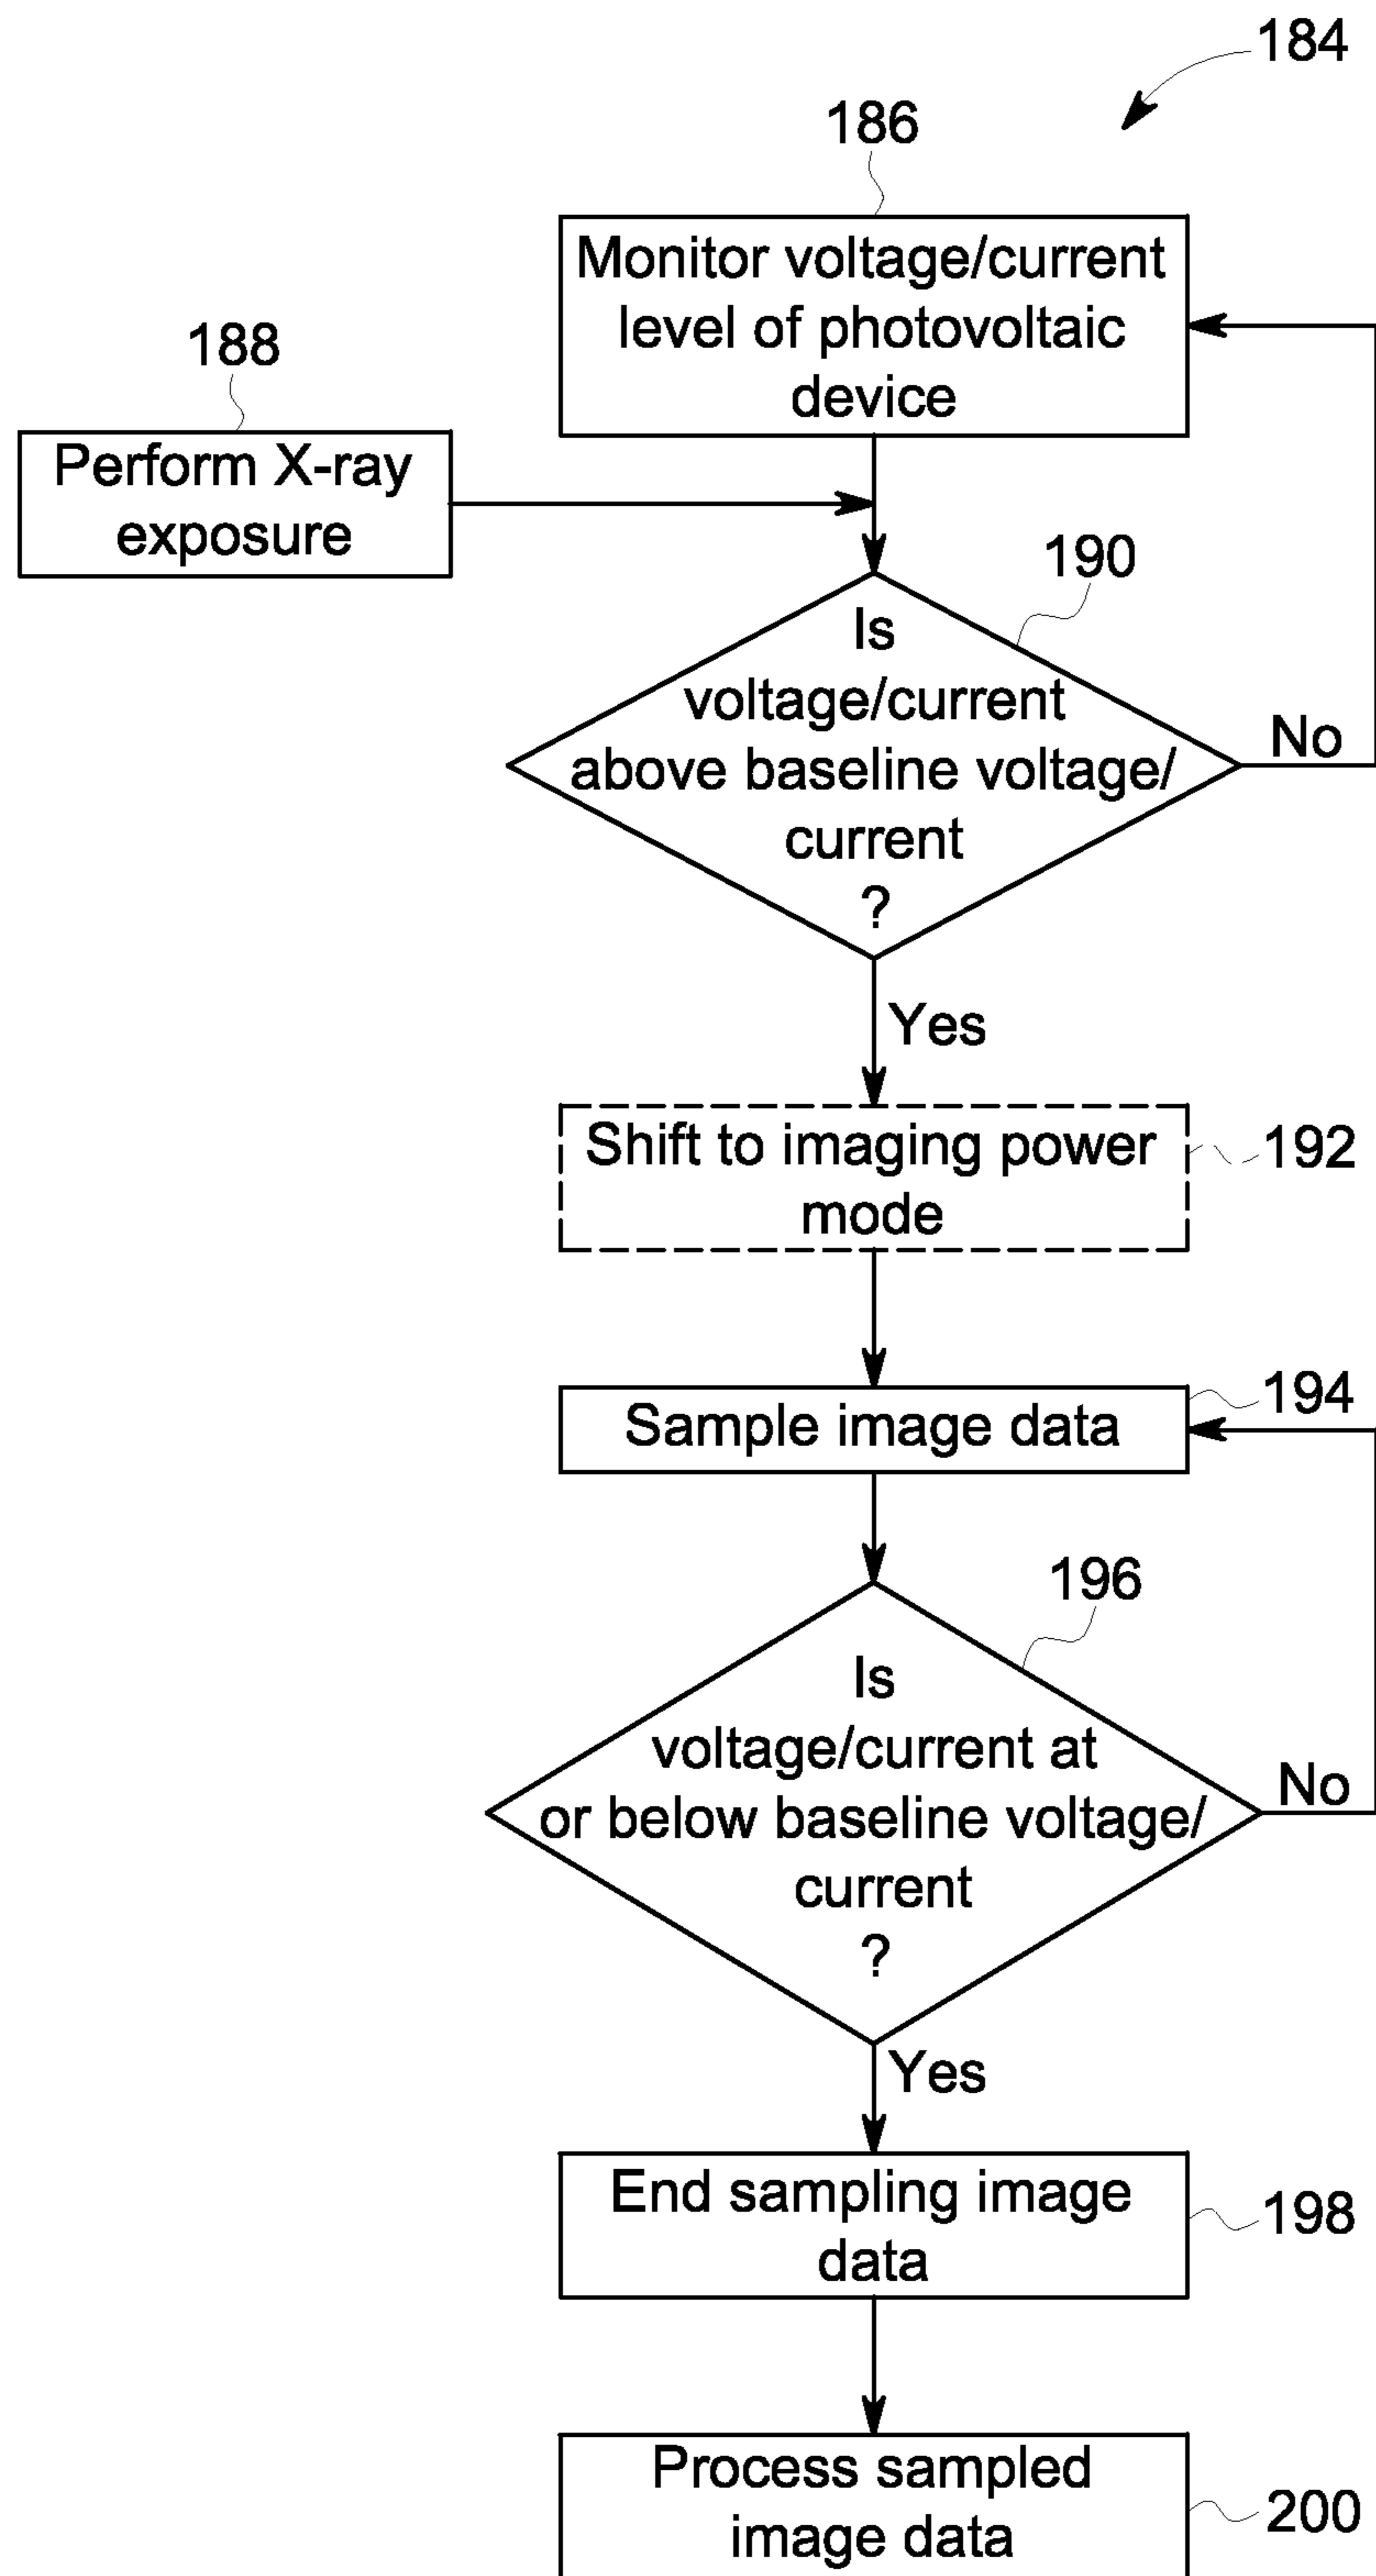 184
186
Monitor voltage/current
level of photovoltaic
device
188
Perform X-ray
exposure
190
Is
voltage/current
above baseline voltage/
current
?
No
Yes
Shift to imaging power
mode
192
Sample image data
194
196
Is
voltage/current at
or below baseline voltage/
current
?
No
Yes
End sampling image
data
198
Process sampled
image data
200